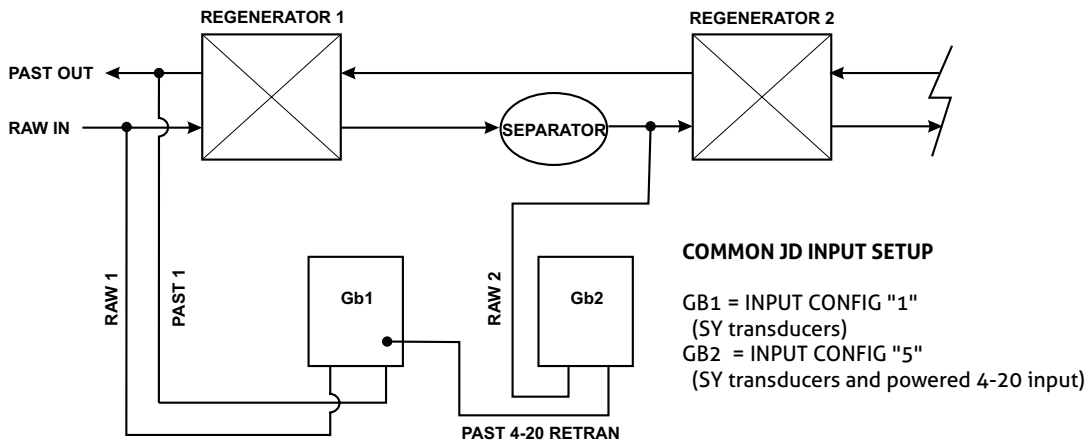 REGENERATOR 1
REGENERATOR 2
PAST OUT
RAW IN
SEPARATOR
RAW 1
PAST 1
Gb1
RAW 2
Gb2
PAST 4-20 RETRAN
COMMON JD INPUT SETUP
GB1 = INPUT CONFIG "1"
(SY transducers)
GB2 = INPUT CONFIG "5"
(SY transducers and powered 4-20 input)